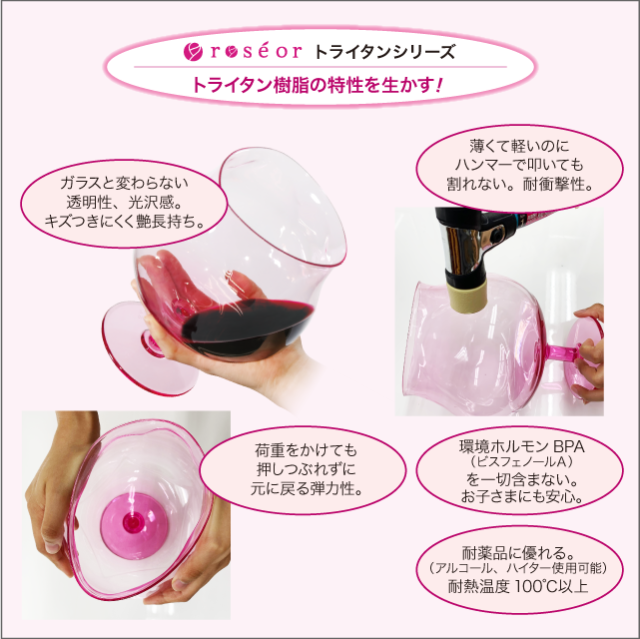 roséor トライタンシリーズ
トライタン樹脂の特性を生かす!
ガラスと変わらない
透明性、光沢感。
キズつきにくく艶長持ち。
薄くて軽いのに
ハンマーで叩いても
割れない。耐衝撃性。
荷重をかけても
押しつぶれずに
元に戻る弾力性。
環境ホルモン BPA
（ビスフェノールA）
を一切含まない。
お子さまにも安心。
耐薬品に優れる。
（アルコール、ハイター使用可能）
耐熱温度 100℃以上